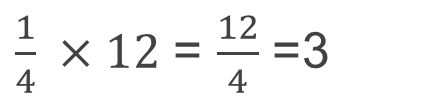 1/4 × 12 = 12/4 =3